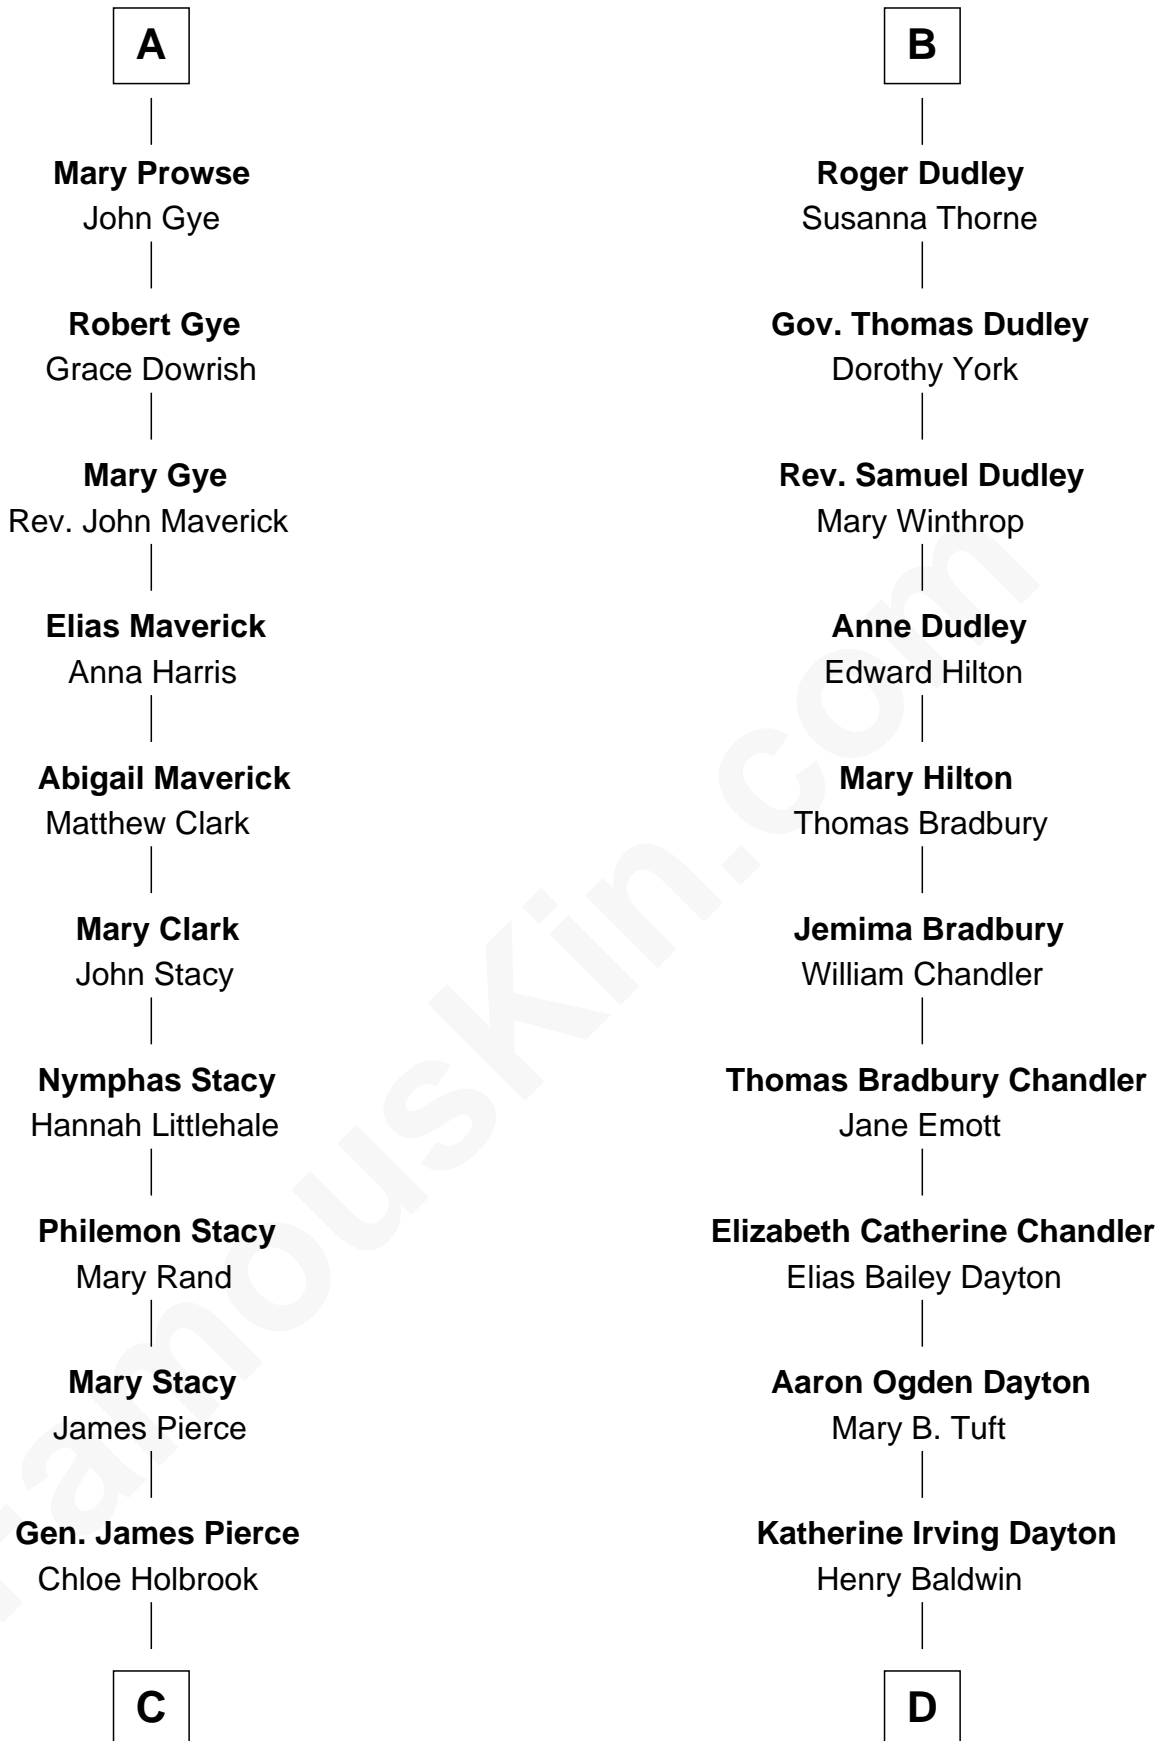 A
Mary Prowse
John Gye
Robert Gye
Grace Dowrish
Mary Gye
Rev. John Maverick
Elias Maverick
Anna Harris
Abigail Maverick
Matthew Clark
Mary Clark
John Stacy
Nymphas Stacy
Hannah Littlehale
Philemon Stacy
Mary Rand
Mary Stacy
James Pierce
Gen. James Pierce
Chloe Holbrook
C
B
Roger Dudley
Susanna Thorne
Gov. Thomas Dudley
Dorothy York
Rev. Samuel Dudley
Mary Winthrop
Anne Dudley
Edward Hilton
Mary Hilton
Thomas Bradbury
Jemima Bradbury
William Chandler
Thomas Bradbury Chandler
Jane Emott
Elizabeth Catherine Chandler
Elias Bailey Dayton
Aaron Ogden Dayton
Mary B. Tuft
Katherine Irving Dayton
Henry Baldwin
D
FamousKin.com